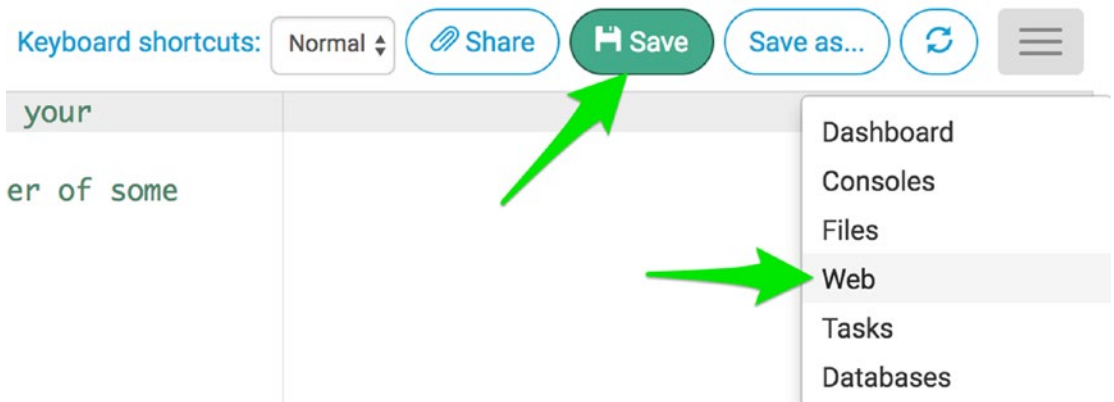 Keyboard shortcuts: Normal Share Save Save as...
your
er of some
Dashboard
Consoles
Files
Web
Tasks
Databases